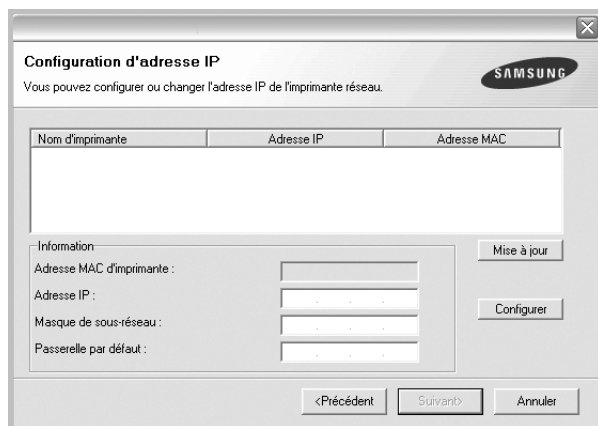 Configuration d'adresse IP
Vous pouvez configurer ou changer l'adresse IP de l'imprimante réseau.
SAMSUNG
Nom d'imprimante Adresse IP Adresse MAC
Information
Mise à jour
Adresse MAC d'imprimante :
Adresse IP :
Configurer
Masque de sous-réseau :
Passerelle par défaut :
<Précédent Suivant> Annuler